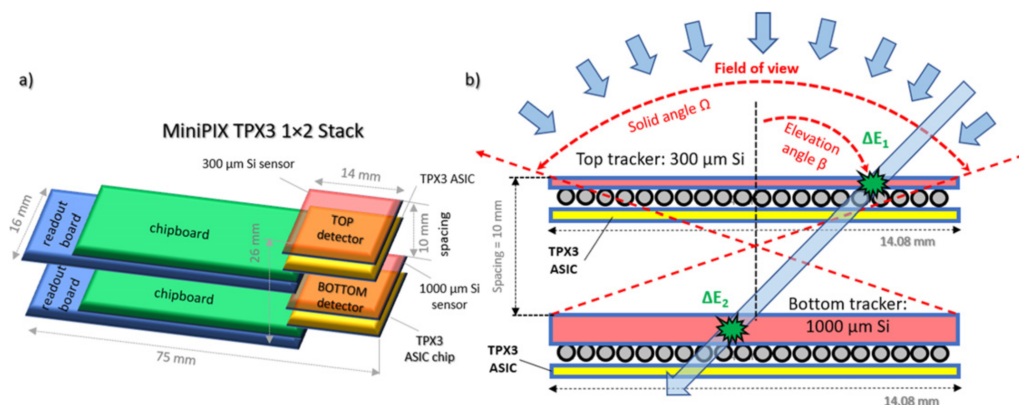 a)
MiniPIX TPX3 1×2 Stack
300 µm Si sensor
14 mm
TPX3 ASIC
16 mm
readout
board
chipboard
TOP
detector
10 mm
spacing
26 mm
1000 µm Si
sensor
readout
board
chipboard
BOTTOM
detector
75 mm
TPX3
ASIC chip
b)
Field of view
Solid angle Ω
Elevation
angle β
ΔE1
Top tracker: 300 µm Si
TPX3
ASIC
14.08 mm
Spacing = 10 mm
ΔE2
Bottom tracker:
1000 µm Si
TPX3
ASIC
14.08 mm